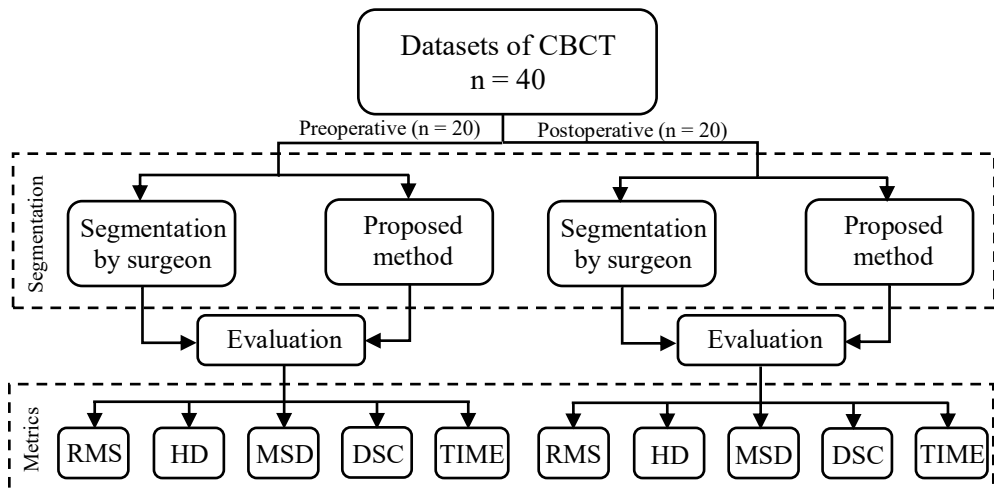 Datasets of CBCT
n = 40
Preoperative (n = 20)
Postoperative (n = 20)
Segmentation
Segmentation
by surgeon
Proposed
method
Segmentation
by surgeon
Proposed
method
Evaluation
Evaluation
Metrics
RMS
HD
MSD
DSC
TIME
RMS
HD
MSD
DSC
TIME